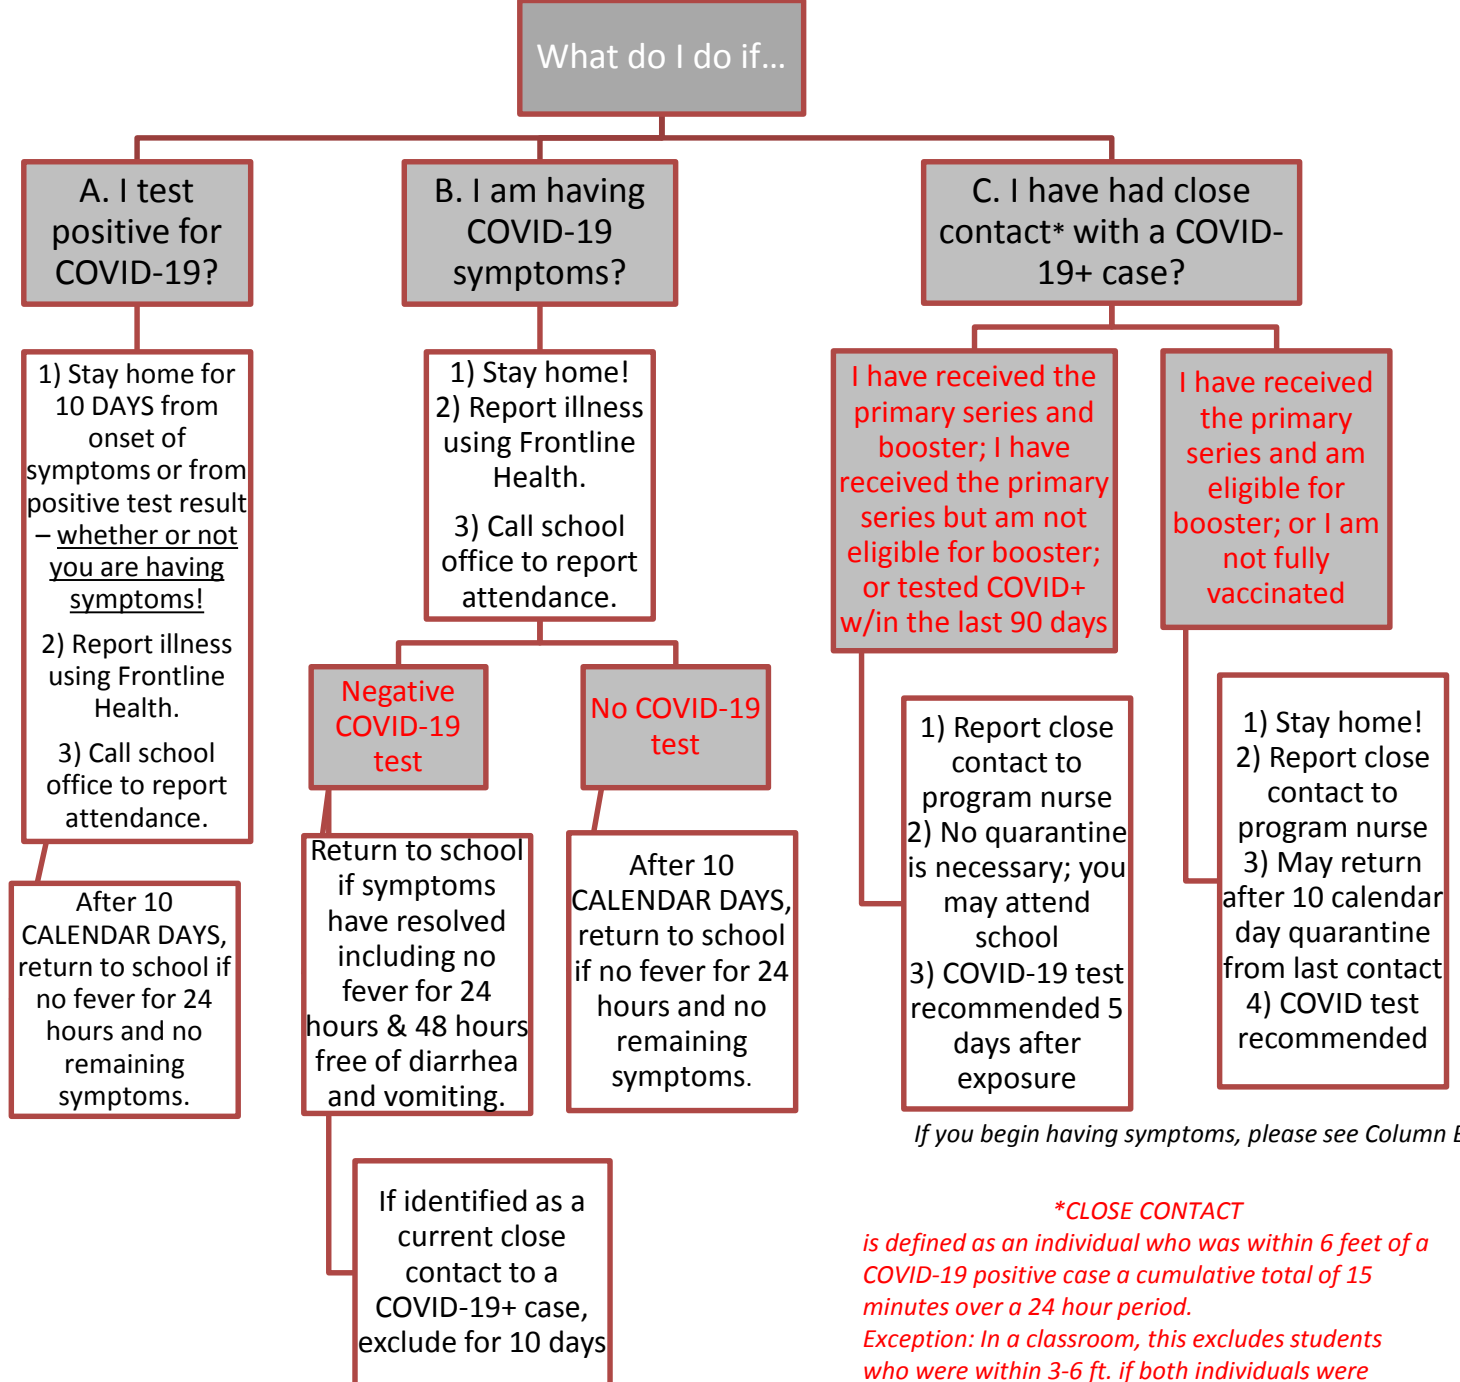 What do I do if…
A. I test
positive for
COVID-19?
1) Stay home for
10 DAYS from
onset of
symptoms or from
positive test result
– whether or not
you are having
symptoms!
2) Report illness
using Frontline
Health.
3) Call school
office to report
attendance.
After 10
CALENDAR DAYS,
return to school if
no fever for 24
hours and no
remaining
symptoms.
B. I am having
COVID-19
symptoms?
1) Stay home!
2) Report illness
using Frontline
Health.
3) Call school
office to report
attendance.
Negative
COVID-19
test
Return to school
if symptoms
have resolved
including no
fever for 24
hours & 48 hours
free of diarrhea
and vomiting.
If identified as a
current close
contact to a
COVID-19+ case,
exclude for 10 days
No COVID-19
test
After 10
CALENDAR DAYS,
return to school
if no fever for 24
hours and no
remaining
symptoms.
C. I have had close
contact* with a COVID-
19+ case?
I have received the
primary series and
booster; I have
received the primary
series but am not
eligible for booster;
or tested COVID+
w/in the last 90 days
1) Report close
contact to
program nurse
2) No quarantine
is necessary; you
may attend
school
3) COVID-19 test
recommended 5
days after
exposure
I have received
the primary
series and am
eligible for
booster; or I am
not fully
vaccinated
1) Stay home!
2) Report close
contact to
program nurse
3) May return
after 10 calendar
day quarantine
from last contact
4) COVID test
recommended
If you begin having symptoms, please see Column
*CLOSE CONTACT
is defined as an individual who was within 6 feet of a
COVID-19 positive case a cumulative total of 15
minutes over a 24 hour period.
Exception: In a classroom, this excludes students
who were within 3-6 ft. if both individuals were